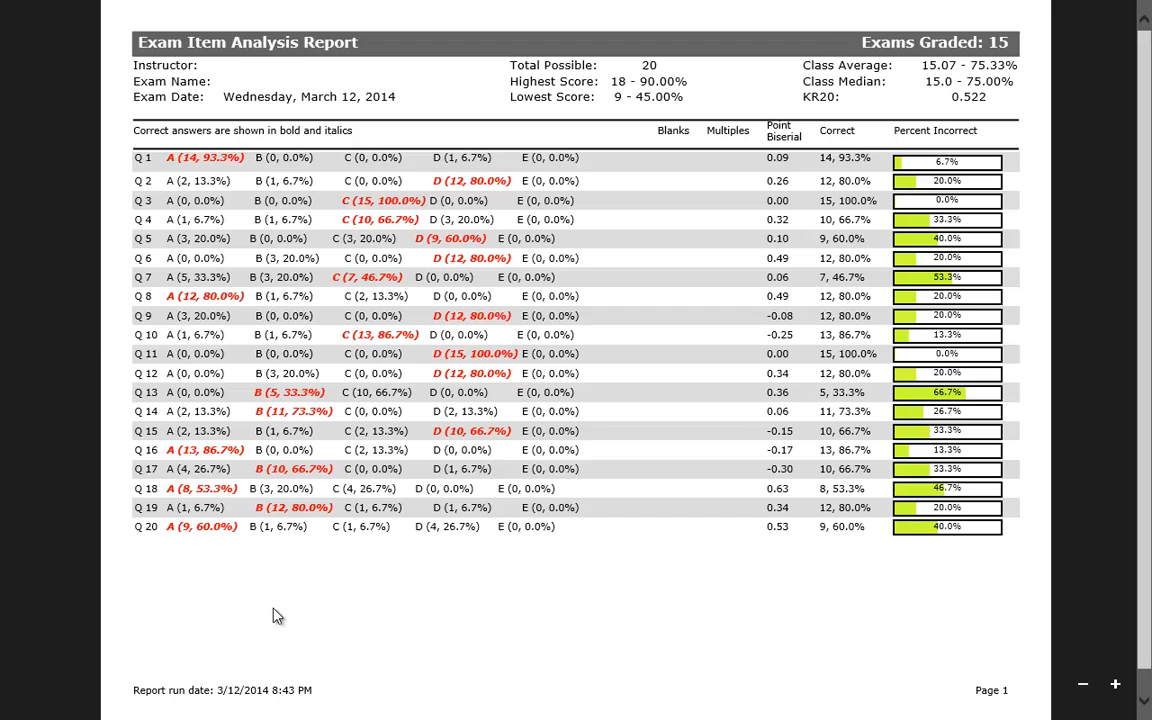 Exam Item Analysis Report Exams Graded: 15
Instructor: Total Possible: 20 Class Average: 15.07 - 75.33%
Exam Name: Highest Score: 18 - 90.00% Class Median: 15.0 - 75.00%
Exam Date: Wednesday, March 12, 2014 Lowest Score: 9 - 45.00% KR20: 0.522
Correct answers are shown in bold and italics Blanks Multiples Point Biserial Correct Percent Incorrect
Q 1 A (14, 93.3%) B (0, 0.0%) C (0, 0.0%) D (1, 6.7%) E (0, 0.0%) 0.09 14, 93.3% 6.7%
Q 2 A (2, 13.3%) B (1, 6.7%) C (0, 0.0%) D (12, 80.0%) E (0, 0.0%) 0.26 12, 80.0% 20.0%
Q 3 A (0, 0.0%) B (0, 0.0%) C (15, 100.0%) D (0, 0.0%) E (0, 0.0%) 0.00 15, 100.0% 0.0%
Q 4 A (1, 6.7%) B (1, 6.7%) C (10, 66.7%) D (3, 20.0%) E (0, 0.0%) 0.32 10, 66.7% 33.3%
Q 5 A (3, 20.0%) B (0, 0.0%) C (3, 20.0%) D (9, 60.0%) E (0, 0.0%) 0.10 9, 60.0% 40.0%
Q 6 A (0, 0.0%) B (3, 20.0%) C (0, 0.0%) D (12, 80.0%) E (0, 0.0%) 0.49 12, 80.0% 20.0%
Q 7 A (5, 33.3%) B (3, 20.0%) C (7, 46.7%) D (0, 0.0%) E (0, 0.0%) 0.06 7, 46.7% 53.3%
Q 8 A (12, 80.0%) B (1, 6.7%) C (2, 13.3%) D (0, 0.0%) E (0, 0.0%) 0.49 12, 80.0% 20.0%
Q 9 A (3, 20.0%) B (0, 0.0%) C (0, 0.0%) D (12, 80.0%) E (0, 0.0%) -0.08 12, 80.0% 20.0%
Q 10 A (1, 6.7%) B (1, 6.7%) C (13, 86.7%) D (0, 0.0%) E (0, 0.0%) -0.25 13, 86.7% 13.3%
Q 11 A (0, 0.0%) B (0, 0.0%) C (0, 0.0%) D (15, 100.0%) E (0, 0.0%) 0.00 15, 100.0% 0.0%
Q 12 A (0, 0.0%) B (3, 20.0%) C (0, 0.0%) D (12, 80.0%) E (0, 0.0%) 0.34 12, 80.0% 20.0%
Q 13 A (0, 0.0%) B (5, 33.3%) C (10, 66.7%) D (0, 0.0%) E (0, 0.0%) 0.36 5, 33.3% 66.7%
Q 14 A (2, 13.3%) B (11, 73.3%) C (0, 0.0%) D (2, 13.3%) E (0, 0.0%) 0.06 11, 73.3% 26.7%
Q 15 A (2, 13.3%) B (1, 6.7%) C (2, 13.3%) D (10, 66.7%) E (0, 0.0%) -0.15 10, 66.7% 33.3%
Q 16 A (13, 86.7%) B (0, 0.0%) C (2, 13.3%) D (0, 0.0%) E (0, 0.0%) -0.17 13, 86.7% 13.3%
Q 17 A (4, 26.7%) B (10, 66.7%) C (0, 0.0%) D (1, 6.7%) E (0, 0.0%) -0.30 10, 66.7% 33.3%
Q 18 A (8, 53.3%) B (3, 20.0%) C (4, 26.7%) D (0, 0.0%) E (0, 0.0%) 0.63 8, 53.3% 46.7%
Q 19 A (1, 6.7%) B (12, 80.0%) C (1, 6.7%) D (1, 6.7%) E (0, 0.0%) 0.34 12, 80.0% 20.0%
Q 20 A (9, 60.0%) B (1, 6.7%) C (1, 6.7%) D (4, 26.7%) E (0, 0.0%) 0.53 9, 60.0% 40.0%
Report run date: 3/12/2014 8:43 PM Page 1